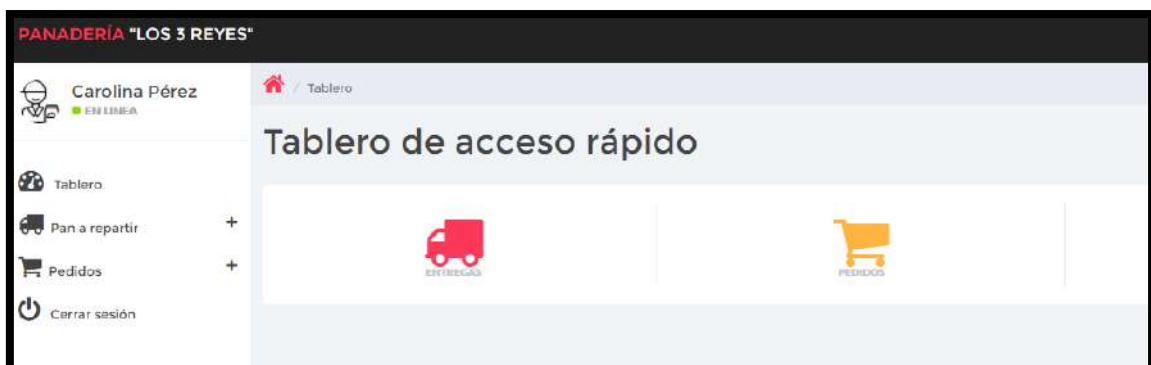 PANADERÍA "LOS 3 REYES"
Carolina Pérez
EN LINEA
/ Tablero
Tablero de acceso rápido
Tablero
Pan a repartir +
Pedidos +
Cerrar sesión
ENTREGAS
PEDIDOS